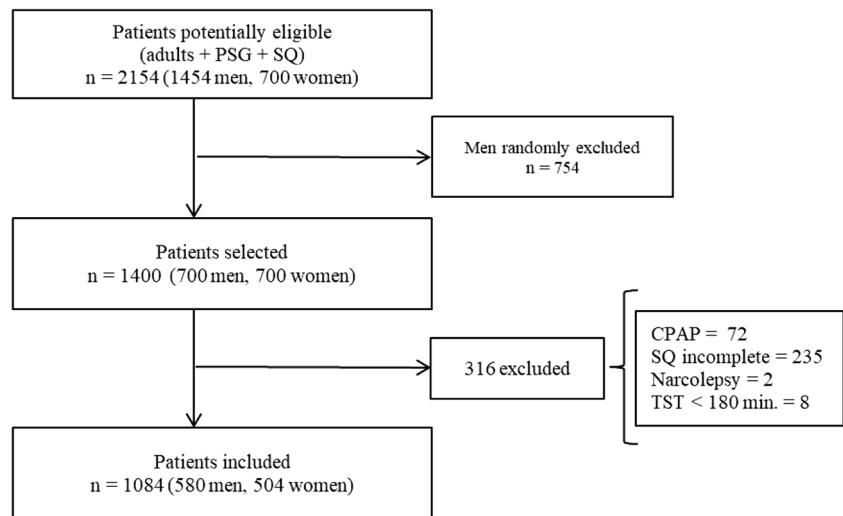 Patients potentially eligible
(adults + PSG + SQ)
n = 2154 (1454 men, 700 women)
Men randomly excluded
n = 754
Patients selected
n = 1400 (700 men, 700 women)
316 excluded
CPAP = 72
SQ incomplete = 235
Narcolepsy = 2
TST < 180 min. = 8
Patients included
n = 1084 (580 men, 504 women)